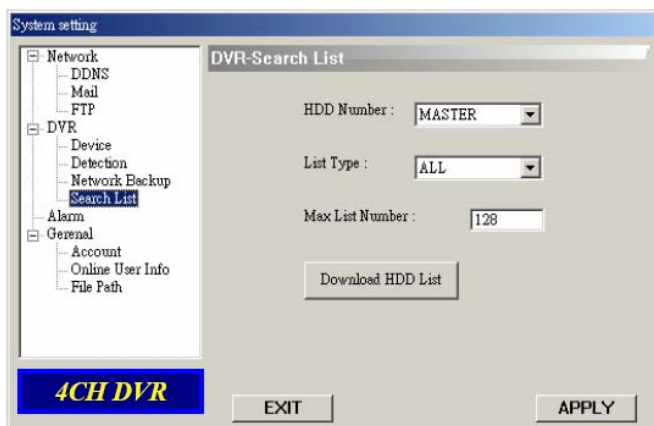 System setting
Network
DDNS
Mail
FTP
DVR
Device
Detection
Network Backup
Search List
Alarm
Gerenal
Account
Online User Info
File Path
4CH DVR
DVR-Search List
HDD Number : MASTER
List Type : ALL
Max List Number : 128
Download HDD List
EXIT APPLY